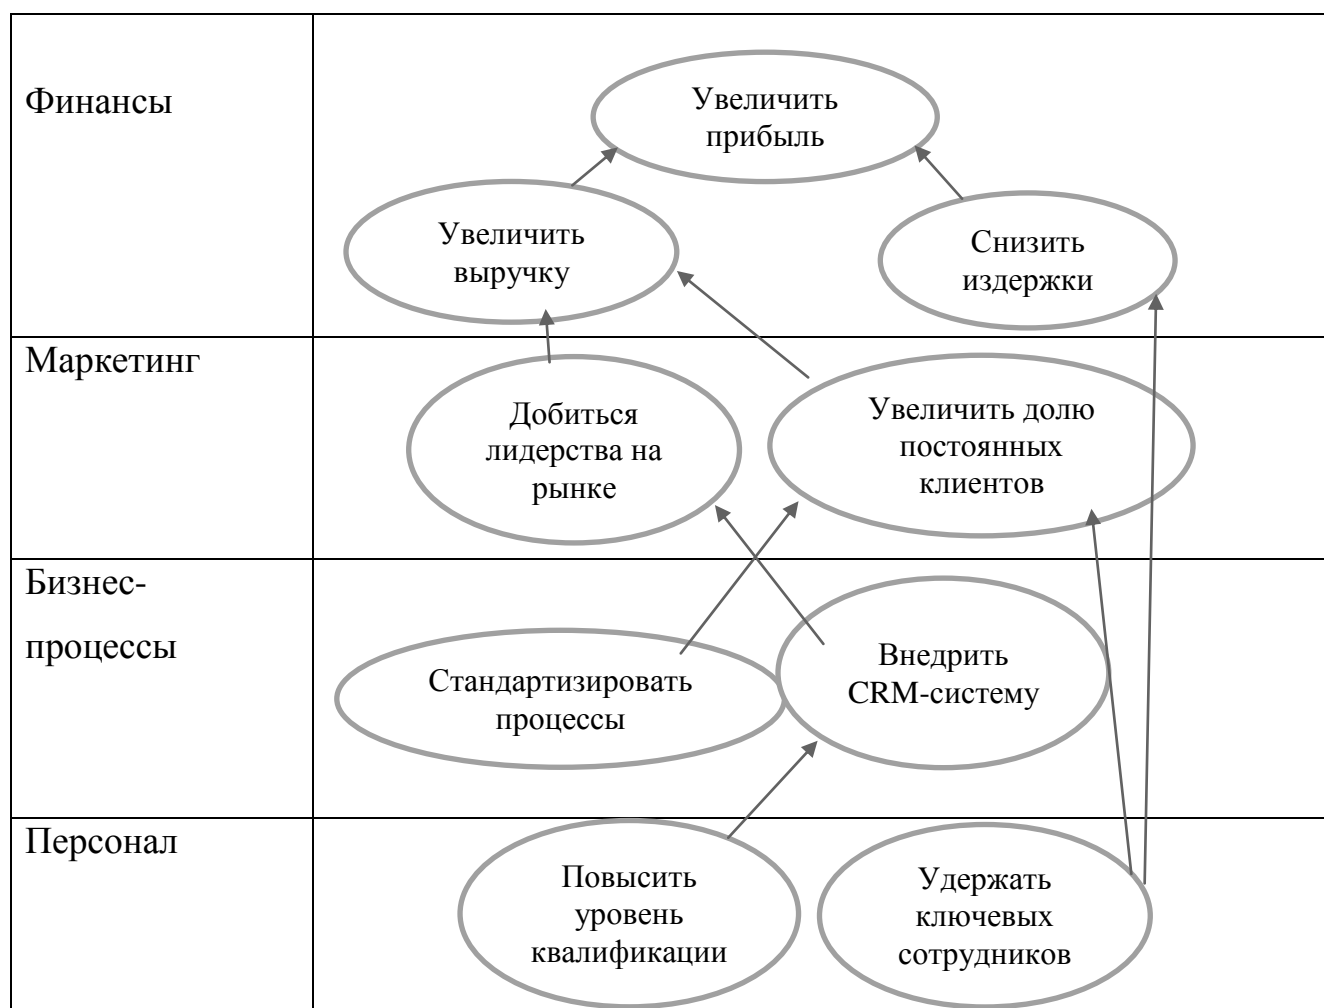 Финансы
Увеличить
прибыль
Увеличить
выручку
Снизить
издержки
Маркетинг
Добиться
лидерства на
рынке
Увеличить долю
постоянных
клиентов
Бизнес-
процессы
Стандартизировать
процессы
Внедрить
CRM-систему
Персонал
Повысить
уровень
квалификации
Удержать
ключевых
сотрудников